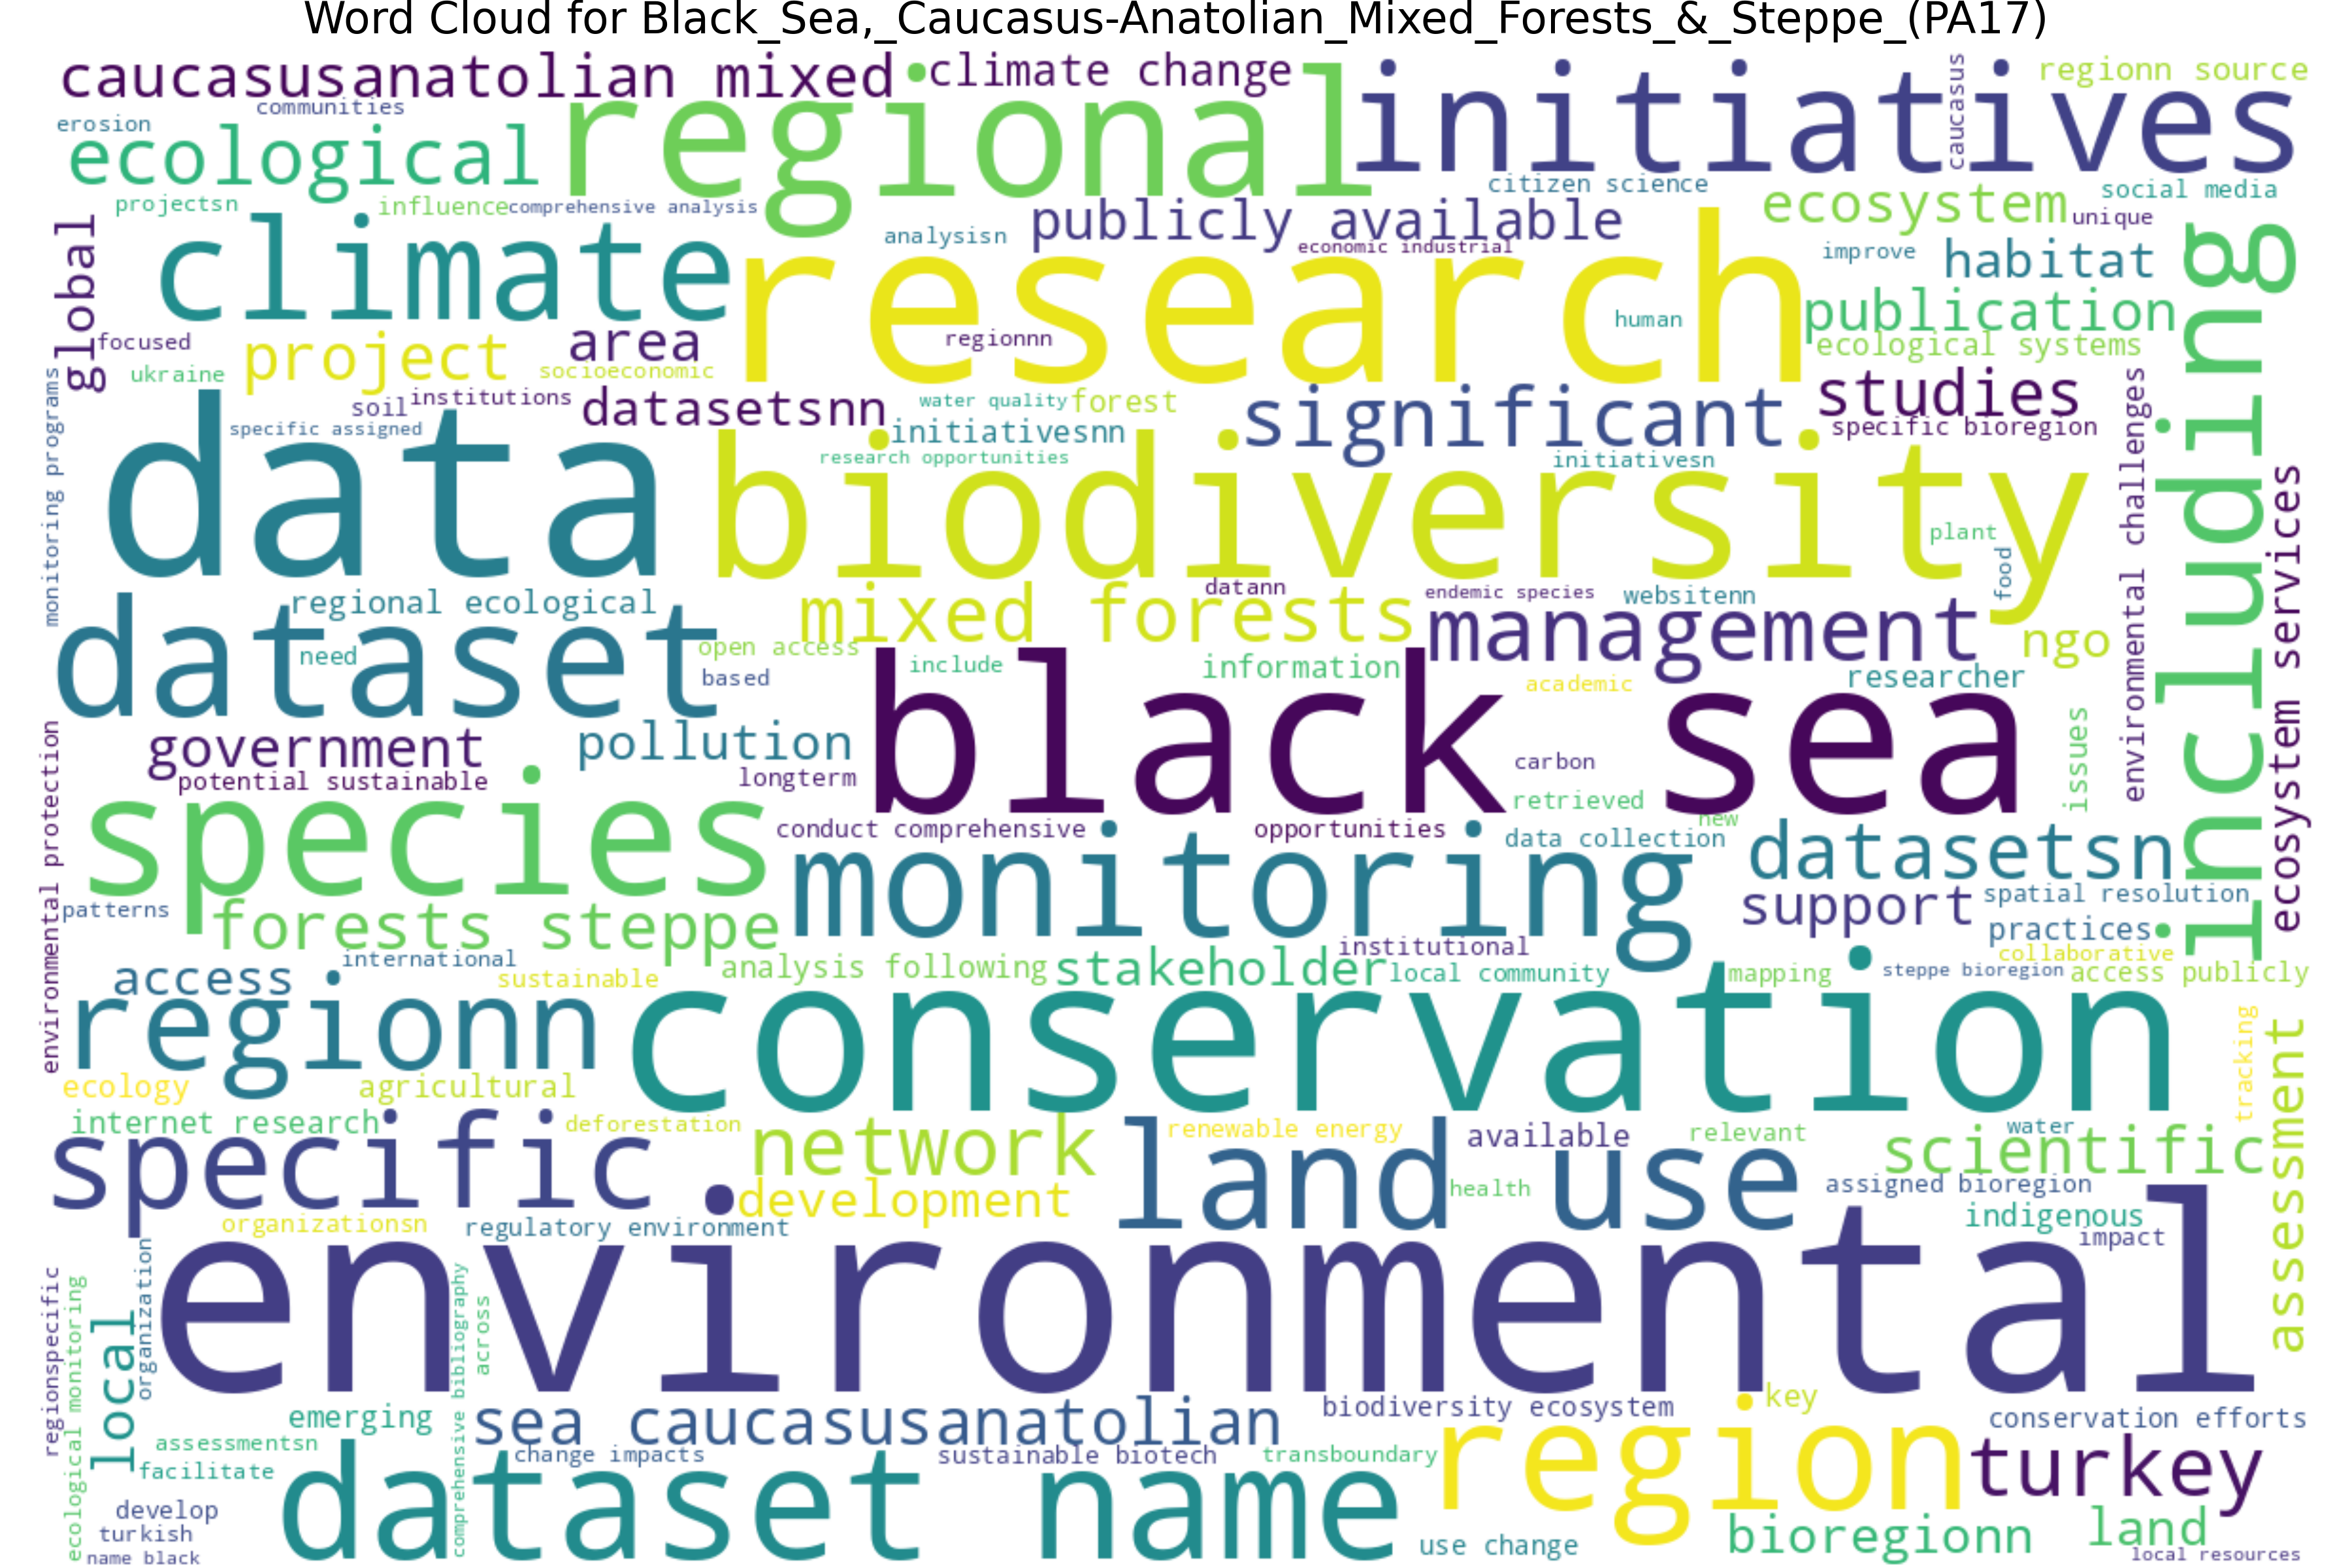 Word Cloud for Black_Sea,_Caucasus-Anatolian_Mixed_Forests_&_Steppe_(PA17)
caucasusanatolian mixed
climate change
regional
initiatives
caucasus
regionn source
communities
erosion
ecological
projectsn
influence
comprehensive analysis
citizen science
ecosystem
social media
unique
global
climate
analysisn
publicly available
economic industrial
improve
habitat
including
research
human
publication
ecological systems
focused
ukraine
project
area
socioeconomic
regionnn
monitoring programs
soil
institutions
datasetsnn
water quality
forest
significant
studies
specific bioregion
environmental challenges
specific assigned
initiativesnn
research opportunities
initiativesn
data
biodiversity
plant
food
ecosystem services
dataset
regional ecological
need
mixed forests
datann
endemic species
websitenn
management
ngo
open access
based
include
information
academic
researcher
black sea
government
pollution
potential sustainable
longterm
carbon
retrieved
new
issues
environmental protection
species
conduct comprehensive
opportunities
data collection
datasetsn
monitoring
support
spatial resolution
patterns
forests steppe
practices
institutional
collaborative
access
international
sustainable
analysis following
stakeholder
local community
mapping
steppe bioregion
access publicly
regionn
conservation
tracking
assessment
ecology
agricultural
internet research
deforestation
specific
network
renewable energy
land use
available
relevant
water
scientific
development
health
assigned bioregion
organizationsn
regulatory environment
indigenous
impact
environmental
regionspecific
ecological monitoring
local
organization
comprehensive bibliography
across
emerging
sea caucasusanatolian
biodiversity ecosystem
key
conservation efforts
assessmentsn
change impacts
sustainable biotech
transboundary
region
turkey
facilitate
dataset name
develop
turkish
name black
use change
bioregionn
land
local resources